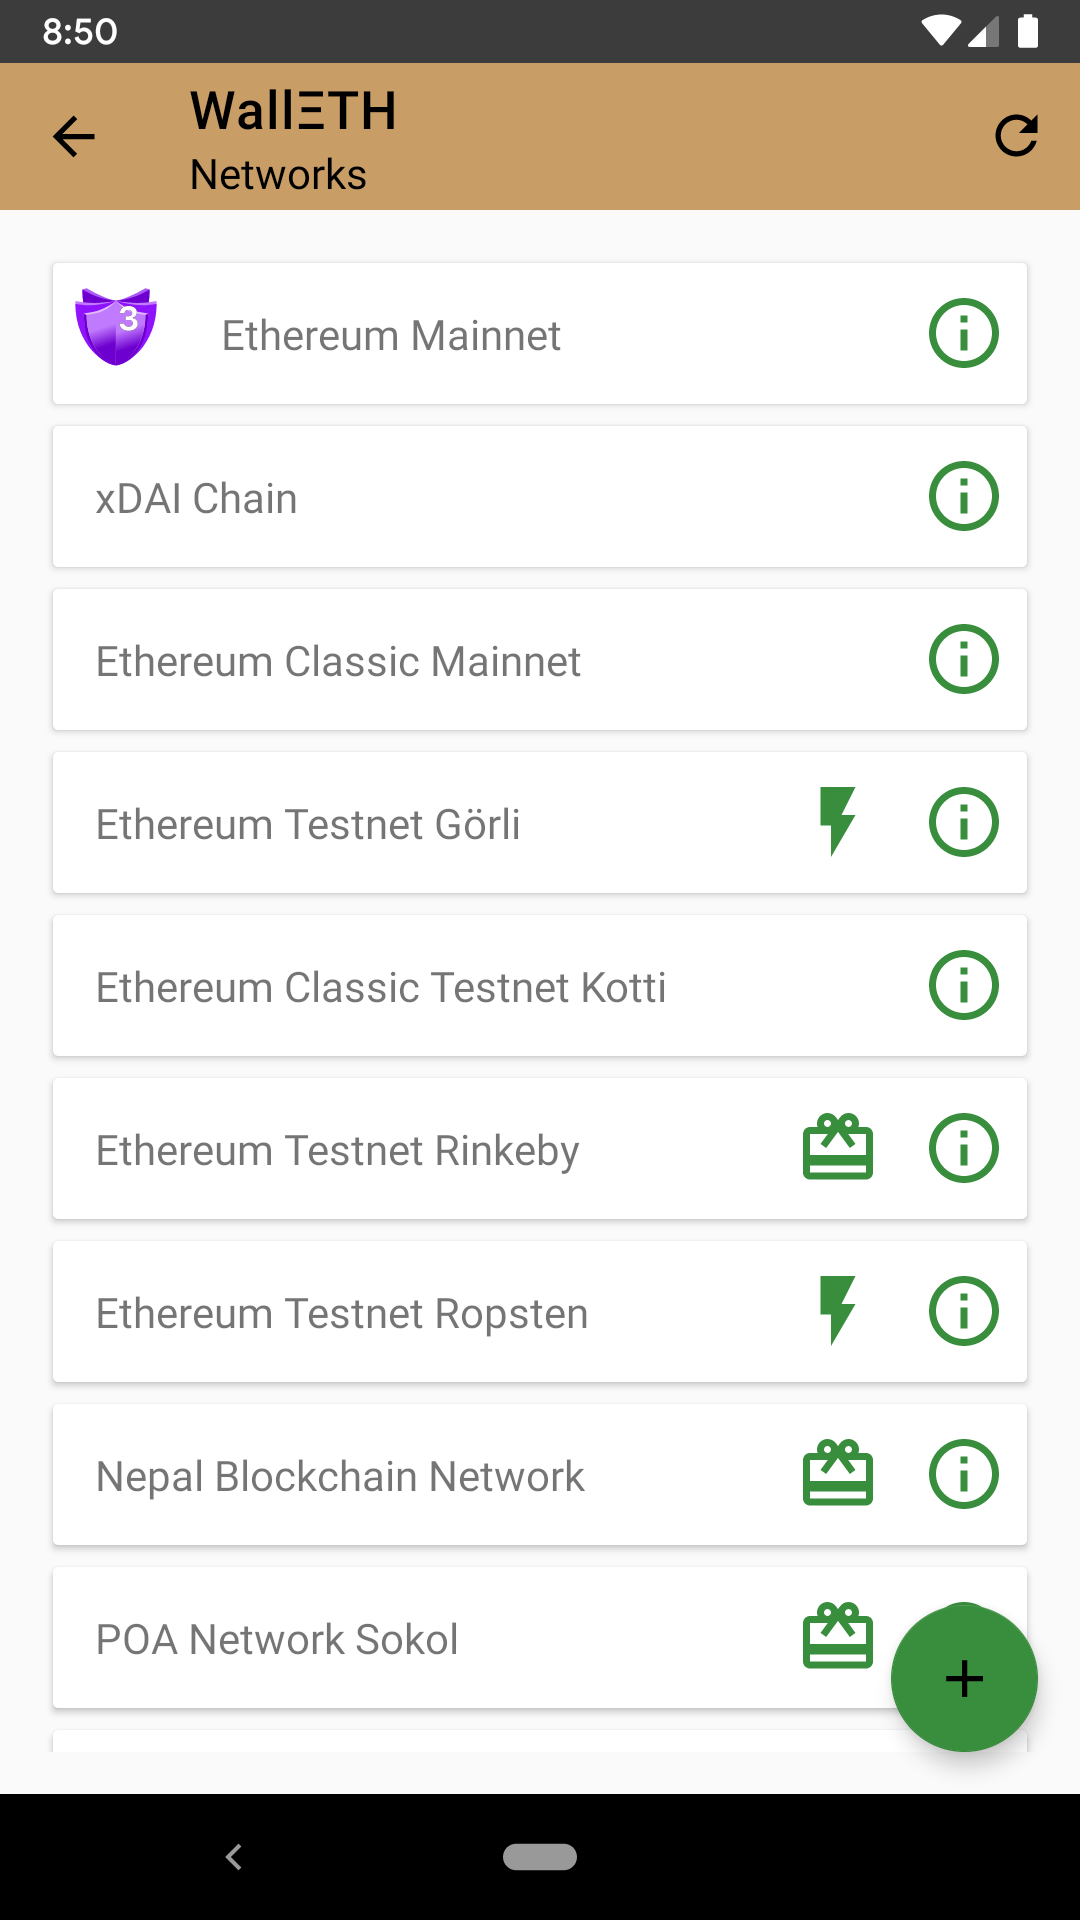 8:50
WallΞTH
Networks
3
Ethereum Mainnet
xDAI Chain
Ethereum Classic Mainnet
Ethereum Testnet Görli
Ethereum Classic Testnet Kotti
Ethereum Testnet Rinkeby
Ethereum Testnet Ropsten
Nepal Blockchain Network
POA Network Sokol